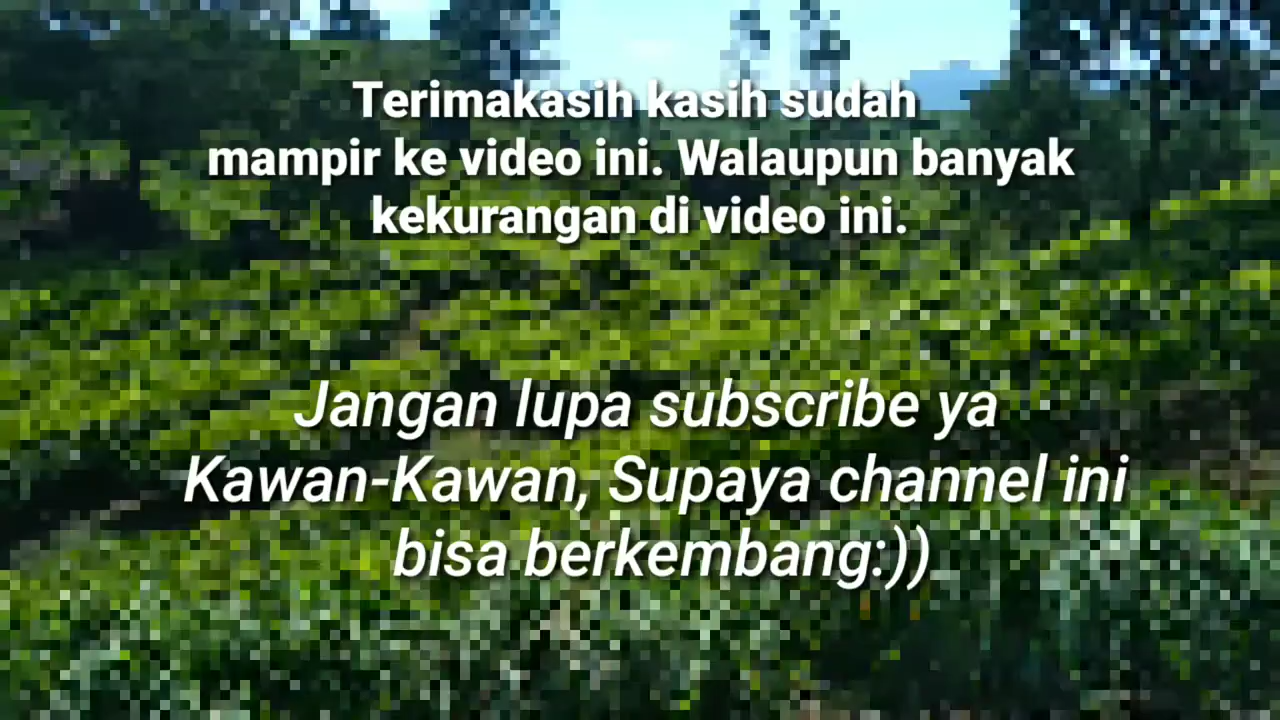 Terimakasih kasih sudah
mampir ke video ini. Walaupun banyak
kekurangan di video ini.
Jangan lupa subscribe ya
Kawan-Kawan, Supaya channel ini
bisa berkembang:))